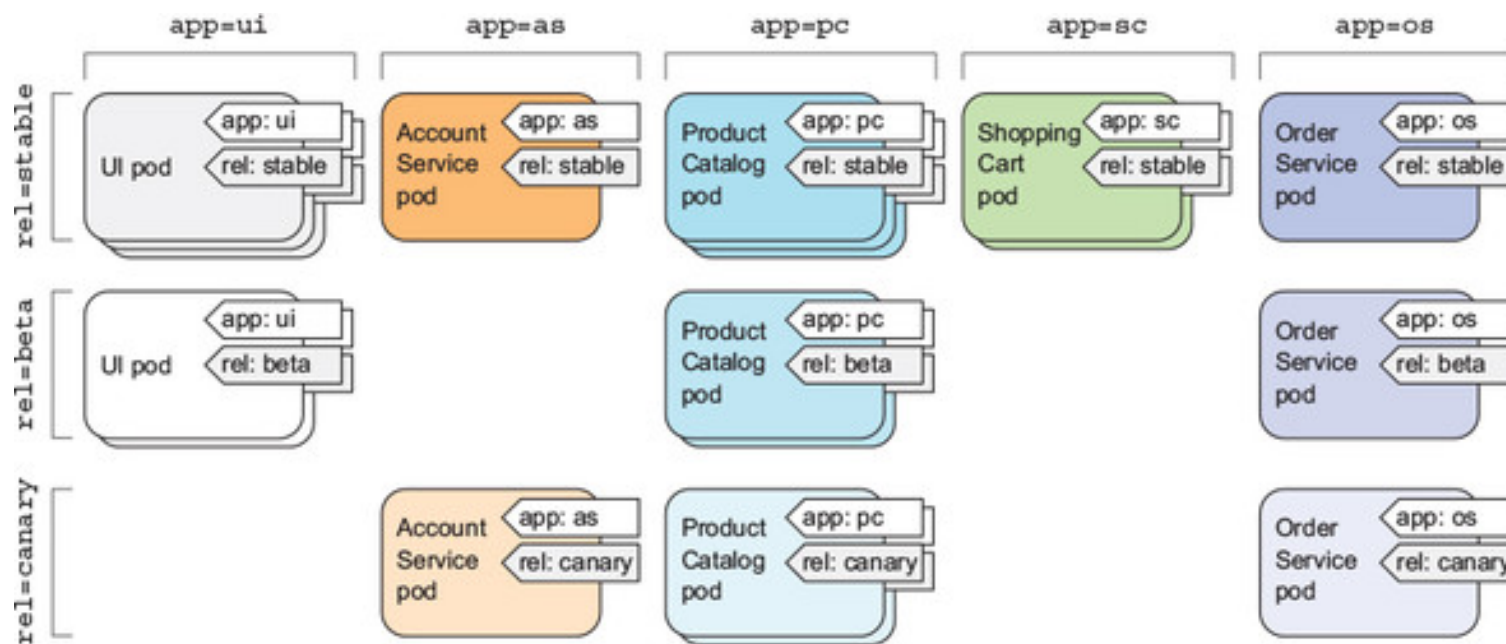 app=ui
app=as
app=pc
app=sc
app=os
rel=stable
UI pod
app: ui
rel: stable
Account
Service
pod
app: as
rel: stable
Product
Catalog
pod
app: pc
rel: stable
Shopping
Cart
pod
app: sc
rel: stable
Order
Service
pod
app: os
rel: stable
rel=beta
UI pod
app: ui
rel: beta
Product
Catalog
pod
app: pc
rel: beta
Order
Service
pod
app: os
rel: beta
rel=canary
Account
Service
pod
app: as
rel: canary
Product
Catalog
pod
app: pc
rel: canary
Order
Service
pod
app: os
rel: canary